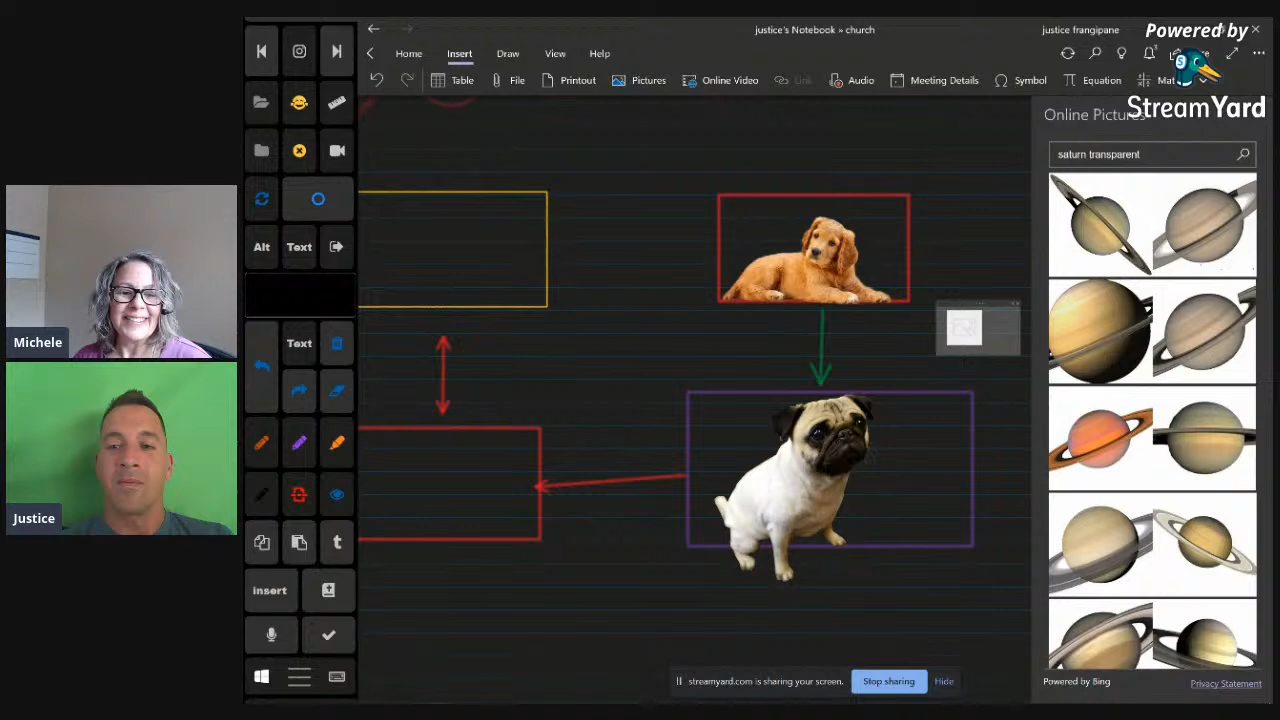 justice's Notebook » church
justice frangipane
Powered by
StreamYard
Home Insert Draw View Help
Table File Printout Pictures Online Video Link Audio Meeting Details Symbol Equation
Online Pictures
saturn transparent
Alt Text
Text
insert
t
Michele
Justice
streamyard.com is sharing your screen. Stop sharing Hide
Powered by Bing
Privacy Statement